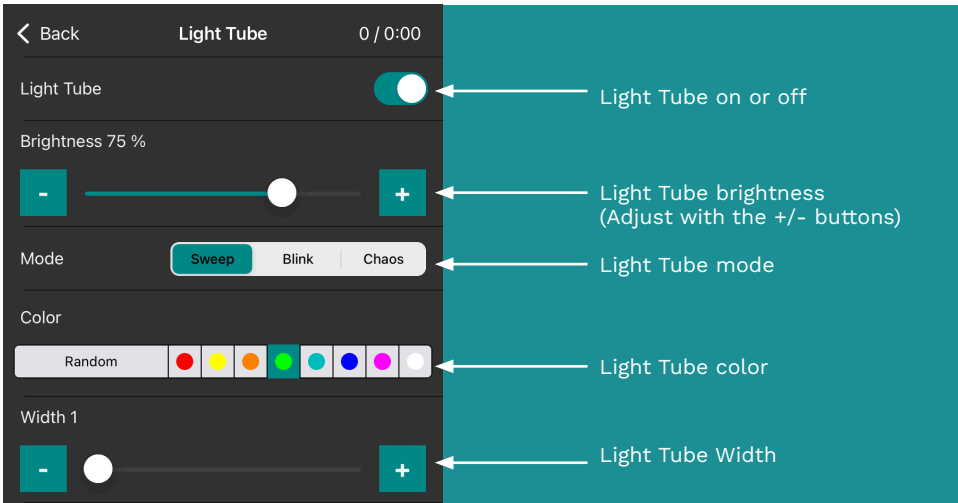 Back Light Tube 0 / 0:00
Light Tube
Light Tube on or off
Brightness 75 %
- +
Light Tube brightness
(Adjust with the +/- buttons)
Mode Sweep Blink Chaos
Light Tube mode
Color
Random
Light Tube color
Width 1
- +
Light Tube Width